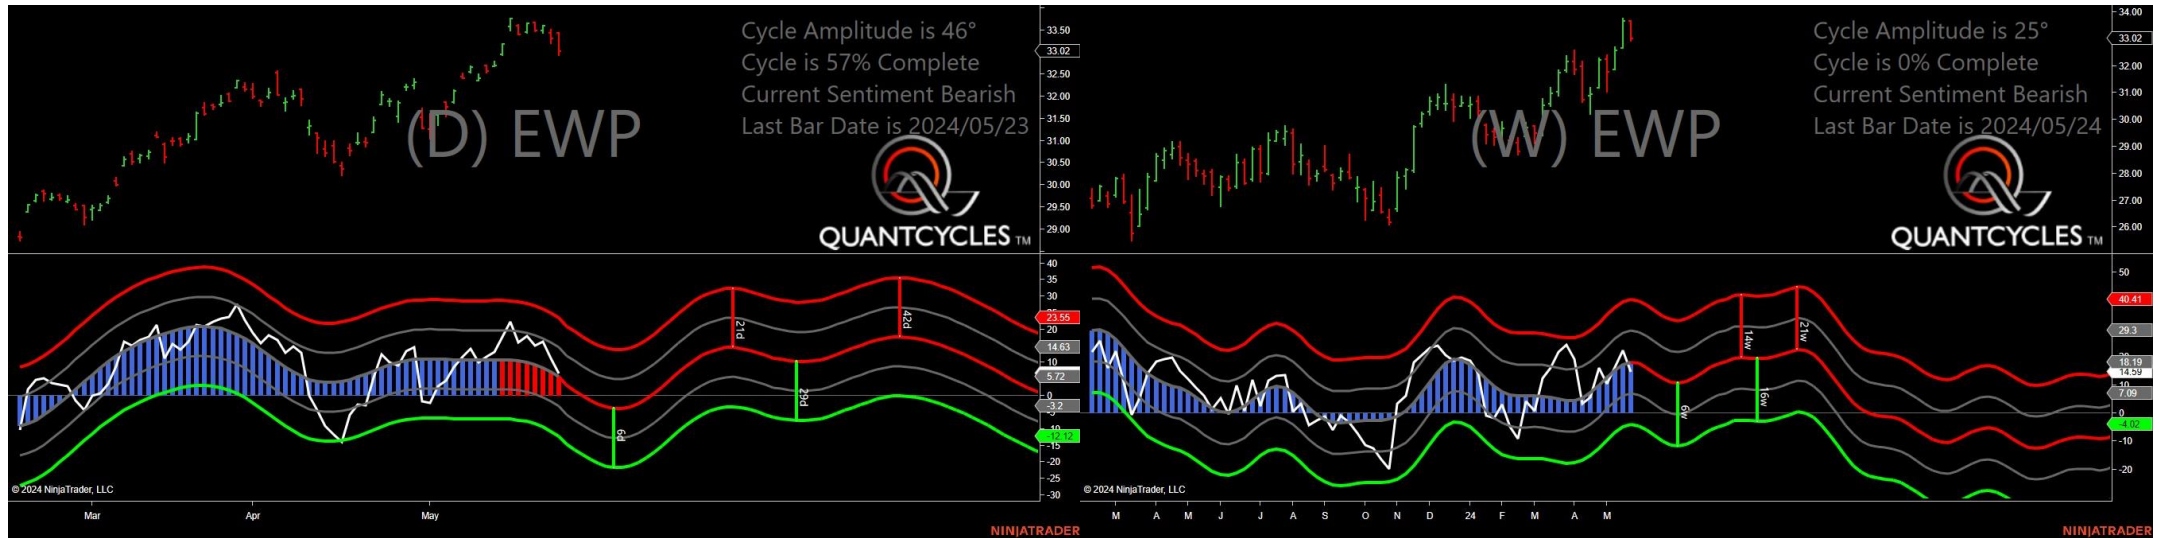 Cycle Amplitude is 46°
Cycle is 57% Complete
Current Sentiment Bearish
Last Bar Date is 2024/05/23
(D) EWP
QUANTCYCLES TM
33.50
33.02
32.50
32.00
31.50
31.00
30.50
30.00
29.50
29.00
40
35
30
25
23.55
20
14.63
10
5.72
0
-3.2
-10
-12.12
-15
-20
-25
-30
6d
21d
29d
42d
© 2024 NinjaTrader, LLC
Mar
Apr
May
NINJATRADER
Cycle Amplitude is 25°
Cycle is 0% Complete
Current Sentiment Bearish
Last Bar Date is 2024/05/24
(W) EWP
QUANTCYCLES TM
34.00
33.02
32.00
31.00
30.00
29.00
28.00
27.00
26.00
50
40.41
29.3
18.19
14.59
10
7.09
0
-4.02
-10
-20
6w
14w
16w
21w
© 2024 NinjaTrader, LLC
M A M J J A S O N D 24 F M A M
NINJATRADER